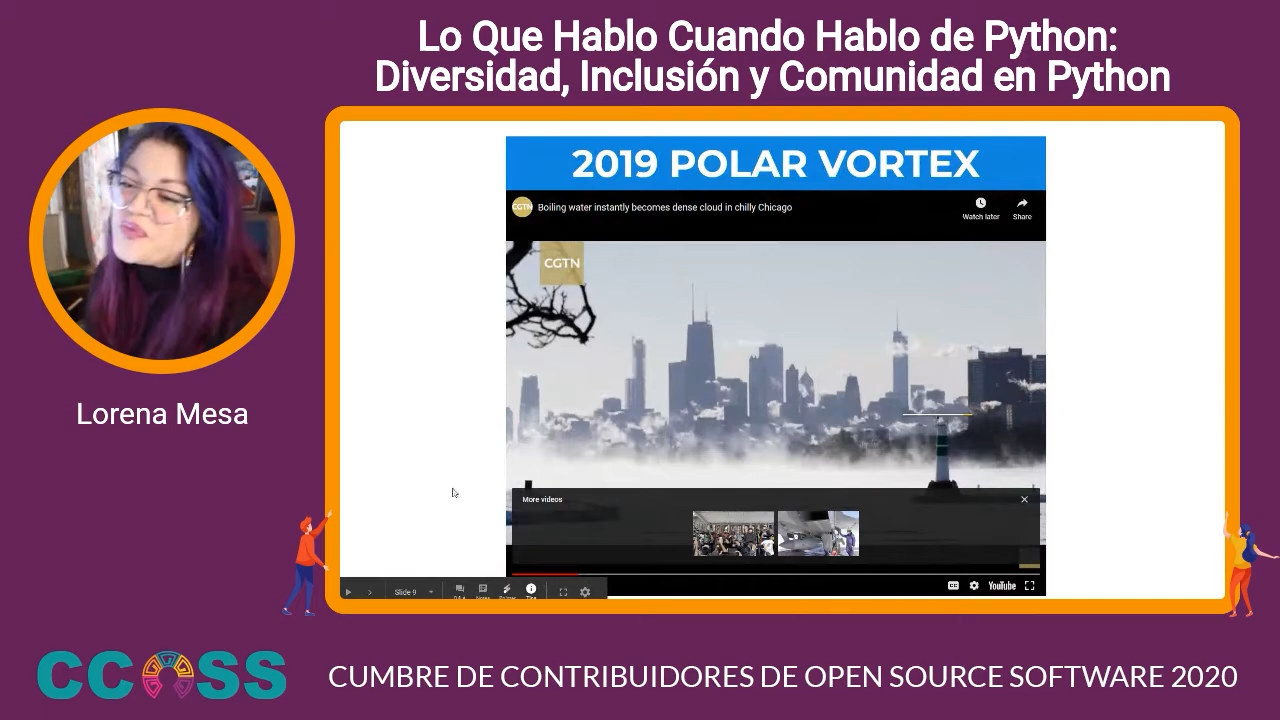 Lo Que Hablo Cuando Hablo de Python:
Diversidad, Inclusión y Comunidad en Python
2019 POLAR VORTEX
CGTN
Boiling water instantly becomes dense cloud in chilly Chicago
Watch later
Share
CGTN
Lorena Mesa
More videos
Slide 9
YouTube
CCOSS
CUMBRE DE CONTRIBUIDORES DE OPEN SOURCE SOFTWARE 2020